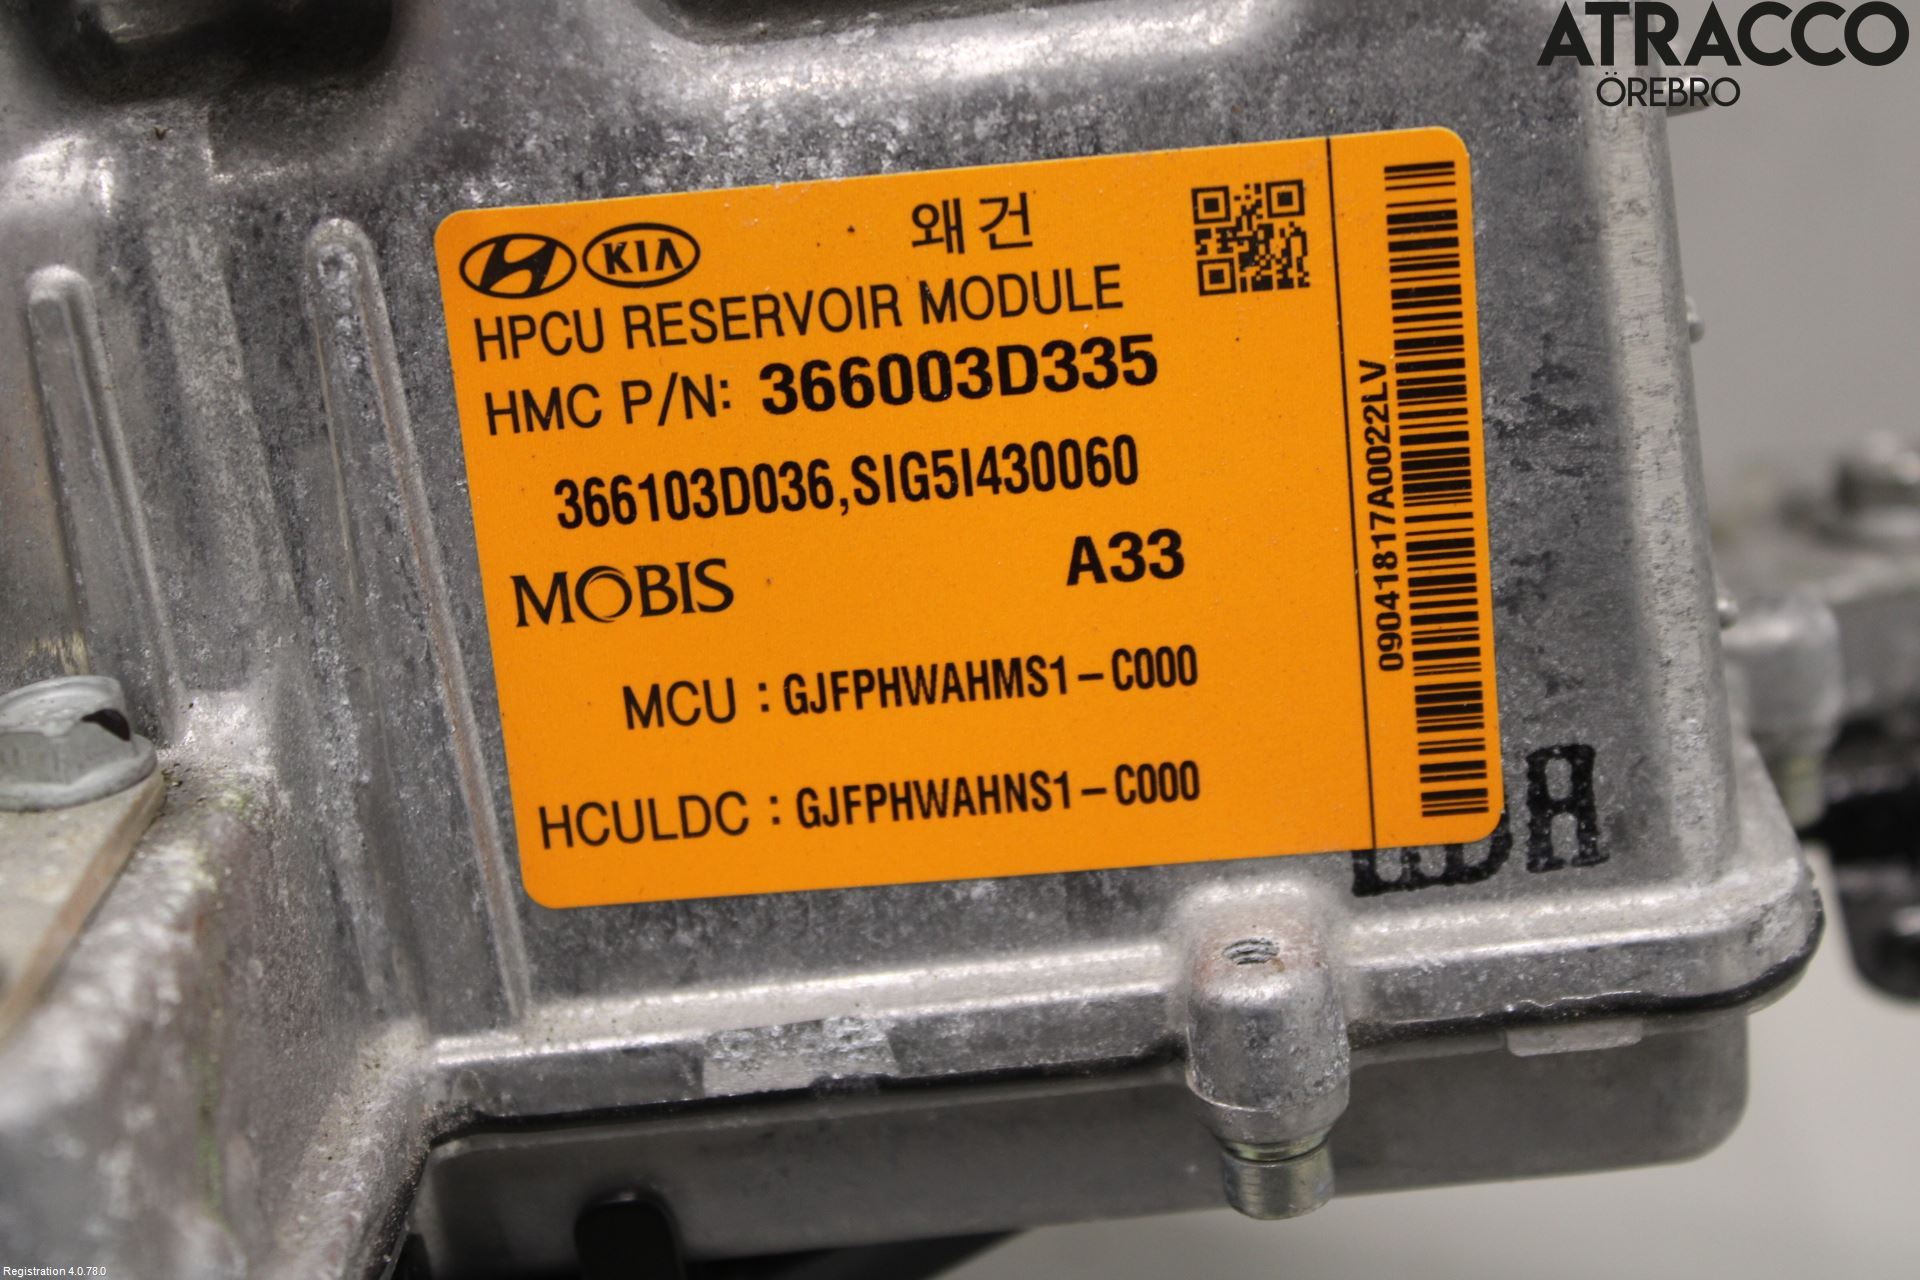 ATRACCO
ÖREBRO
KIA
왜건
HPCU RESERVOIR MODULE
HMC P/N: 366003D335
366103D036,SIG5I430060
MOBIS A33
MCU : GJFPHWAHMS1-C000
HCULDC : GJFPHWAHNS1-C000
09041817A0022LV
Registration 4.0.78.0